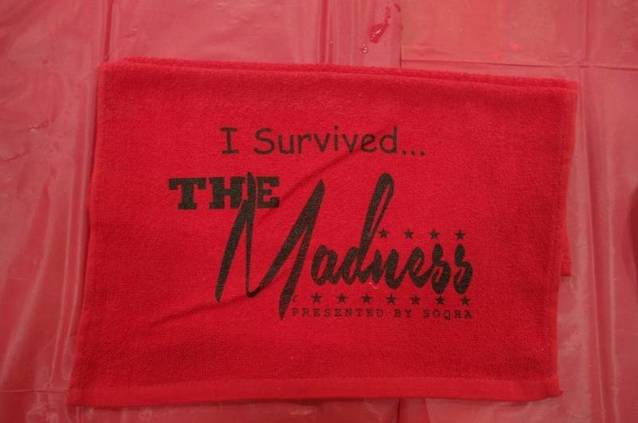 I Survived...
THE
Madness
PRESENTED BY SOQHA